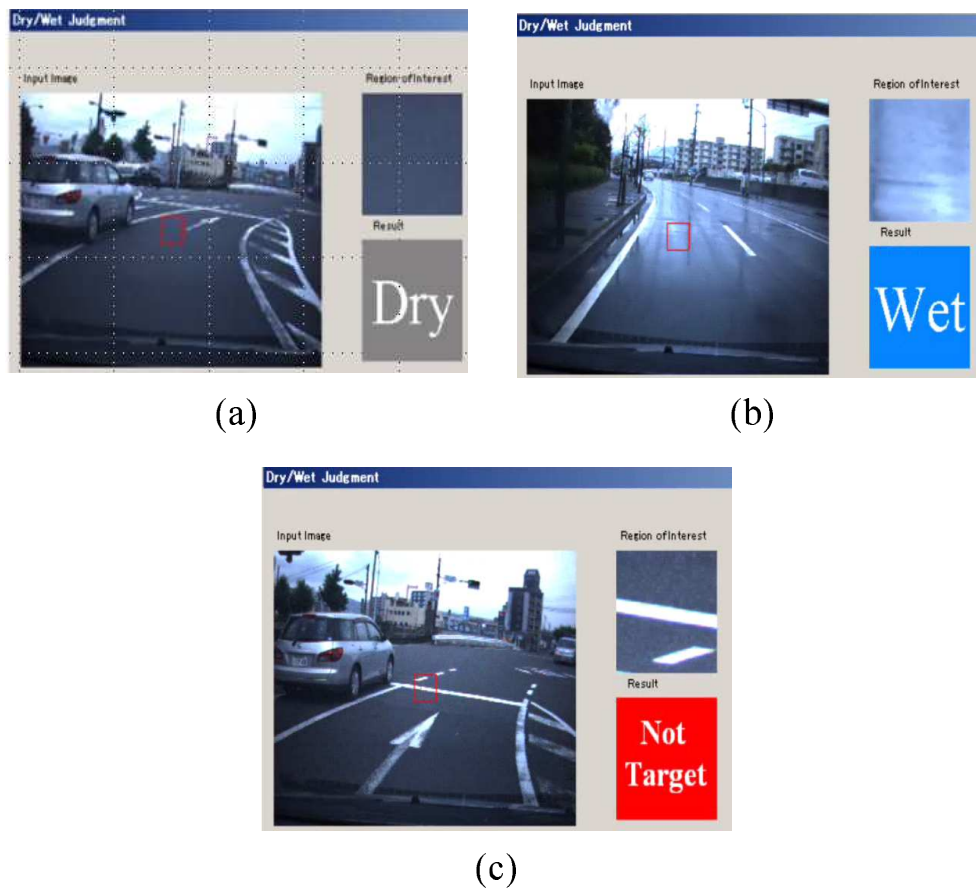 Dry/Wet Judgment
Input Image
Region of Interest
Result
Dry
(a)
Dry/Wet Judgment
Input Image
Region of Interest
Result
Wet
(b)
Dry/Wet Judgment
Input Image
Region of Interest
Result
Not
Target
(c)